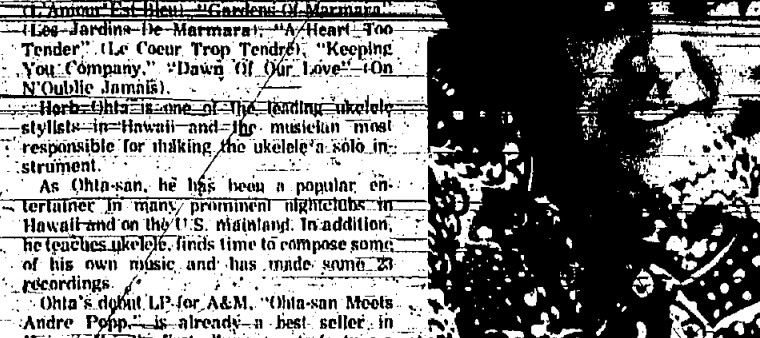 (L'Amour Est Bleu), "Gardens Of Marmara"
(Les Jardins De Marmara), "A Heart Too
Tender" (Le Coeur Trop Tendre), "Keeping
You Company," "Dawn Of Our Love" (On
N'Oublie Jamais).
Herb Ohta is one of the leading ukelele
stylists in Hawaii and the musician most
responsible for making the ukelele a solo in-
strument.
As Ohta-san, he has been a popular en-
tertainer in many prominent nightclubs in
Hawaii and on the U.S. mainland. In addition,
he teaches ukelele, finds time to compose some
of his own music and has made some 23
recordings.
Ohta's debut LP for A&M, "Ohta-san Meets
Andre Popp," is already a best seller in